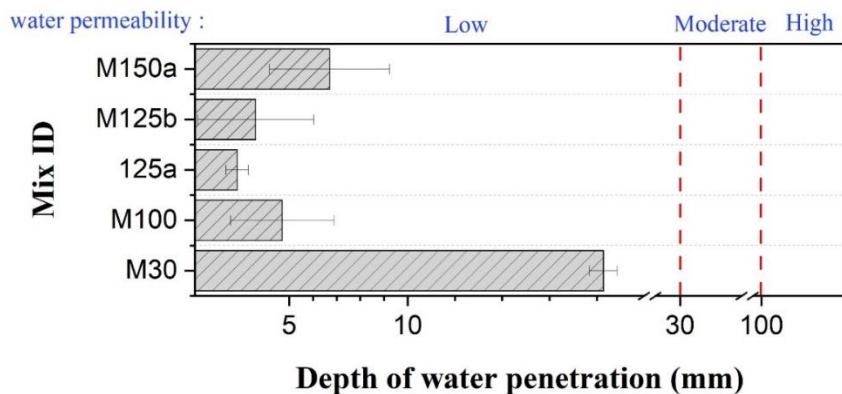 water permeability : Low Moderate High
M150a
M125b
125a
M100
M30
Mix ID
5 10 30 100
Depth of water penetration (mm)